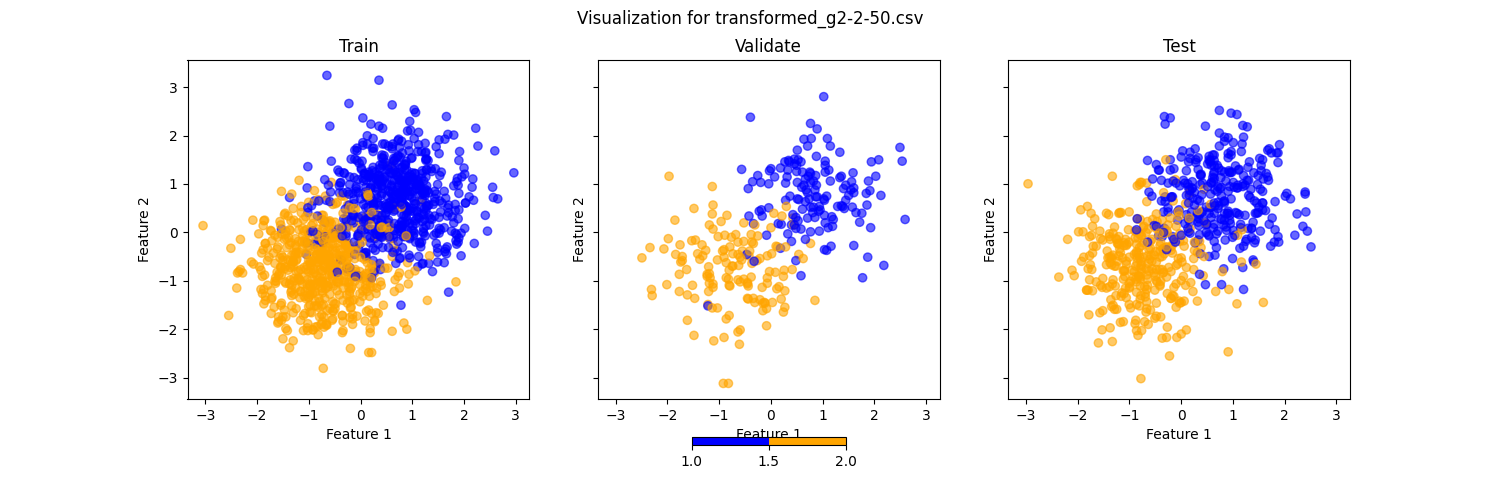 Visualization for transformed_g2-2-50.csv
Train
Validate
Test
Feature 2
3
2
1
0
−1
−2
−3
−3 −2 −1 0 1 2 3
Feature 1
Feature 2
−3 −2 −1 0 1 2 3
Feature 1
Feature 2
−3 −2 −1 0 1 2 3
Feature 1
1.0 1.5 2.0